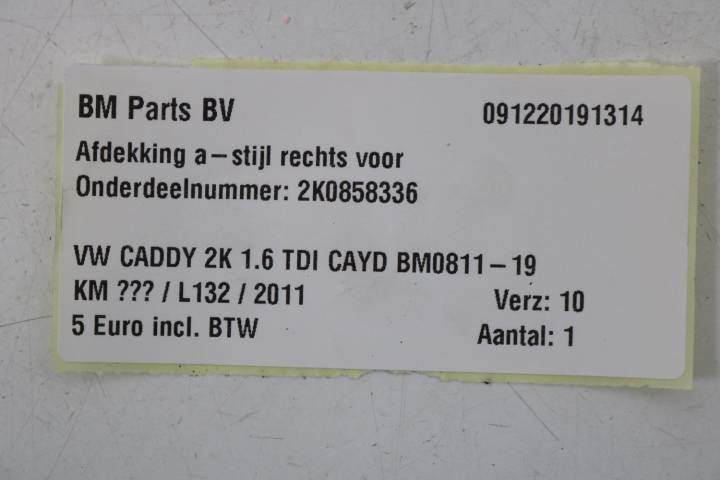 BM Parts BV 091220191314
Afdekking a-stijl rechts voor
Onderdeelnummer: 2K0858336
VW CADDY 2K 1.6 TDI CAYD BM0811-19
KM ??? / L132 / 2011 Verz: 10
5 Euro incl. BTW Aantal: 1